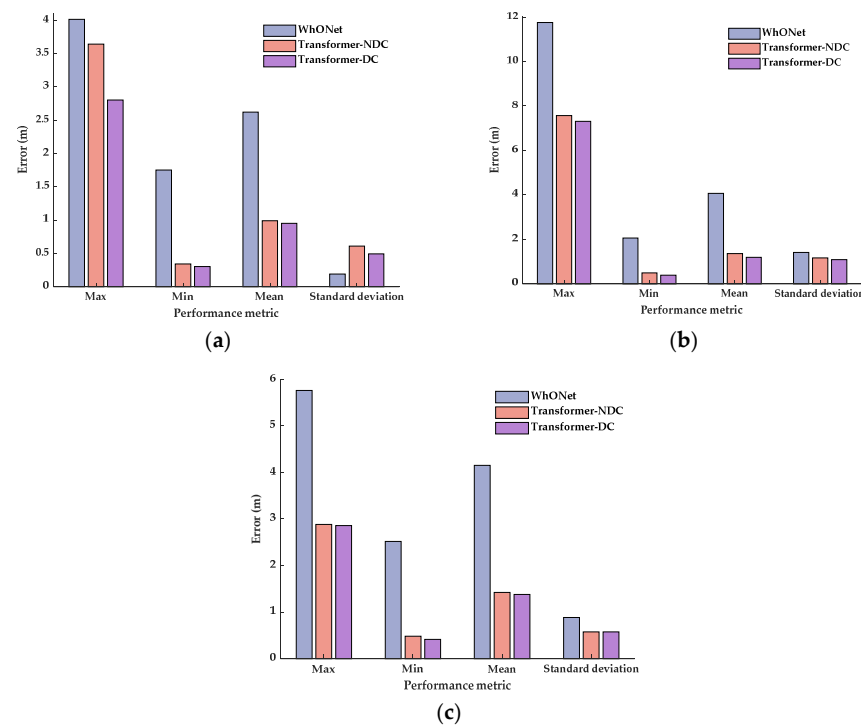 4
3.5
3
2.5
2
1.5
1
0.5
0
Error (m)
WhONet
Transformer-NDC
Transformer-DC
Max Min Mean Standard deviation
Performance metric
(a)
12
10
8
6
4
2
0
Error (m)
WhONet
Transformer-NDC
Transformer-DC
Max Min Mean Standard deviation
Performance metric
(b)
6
5
4
3
2
1
0
Error (m)
WhONet
Transformer-NDC
Transformer-DC
Max Min Mean Standard deviation
Performance metric
(c)